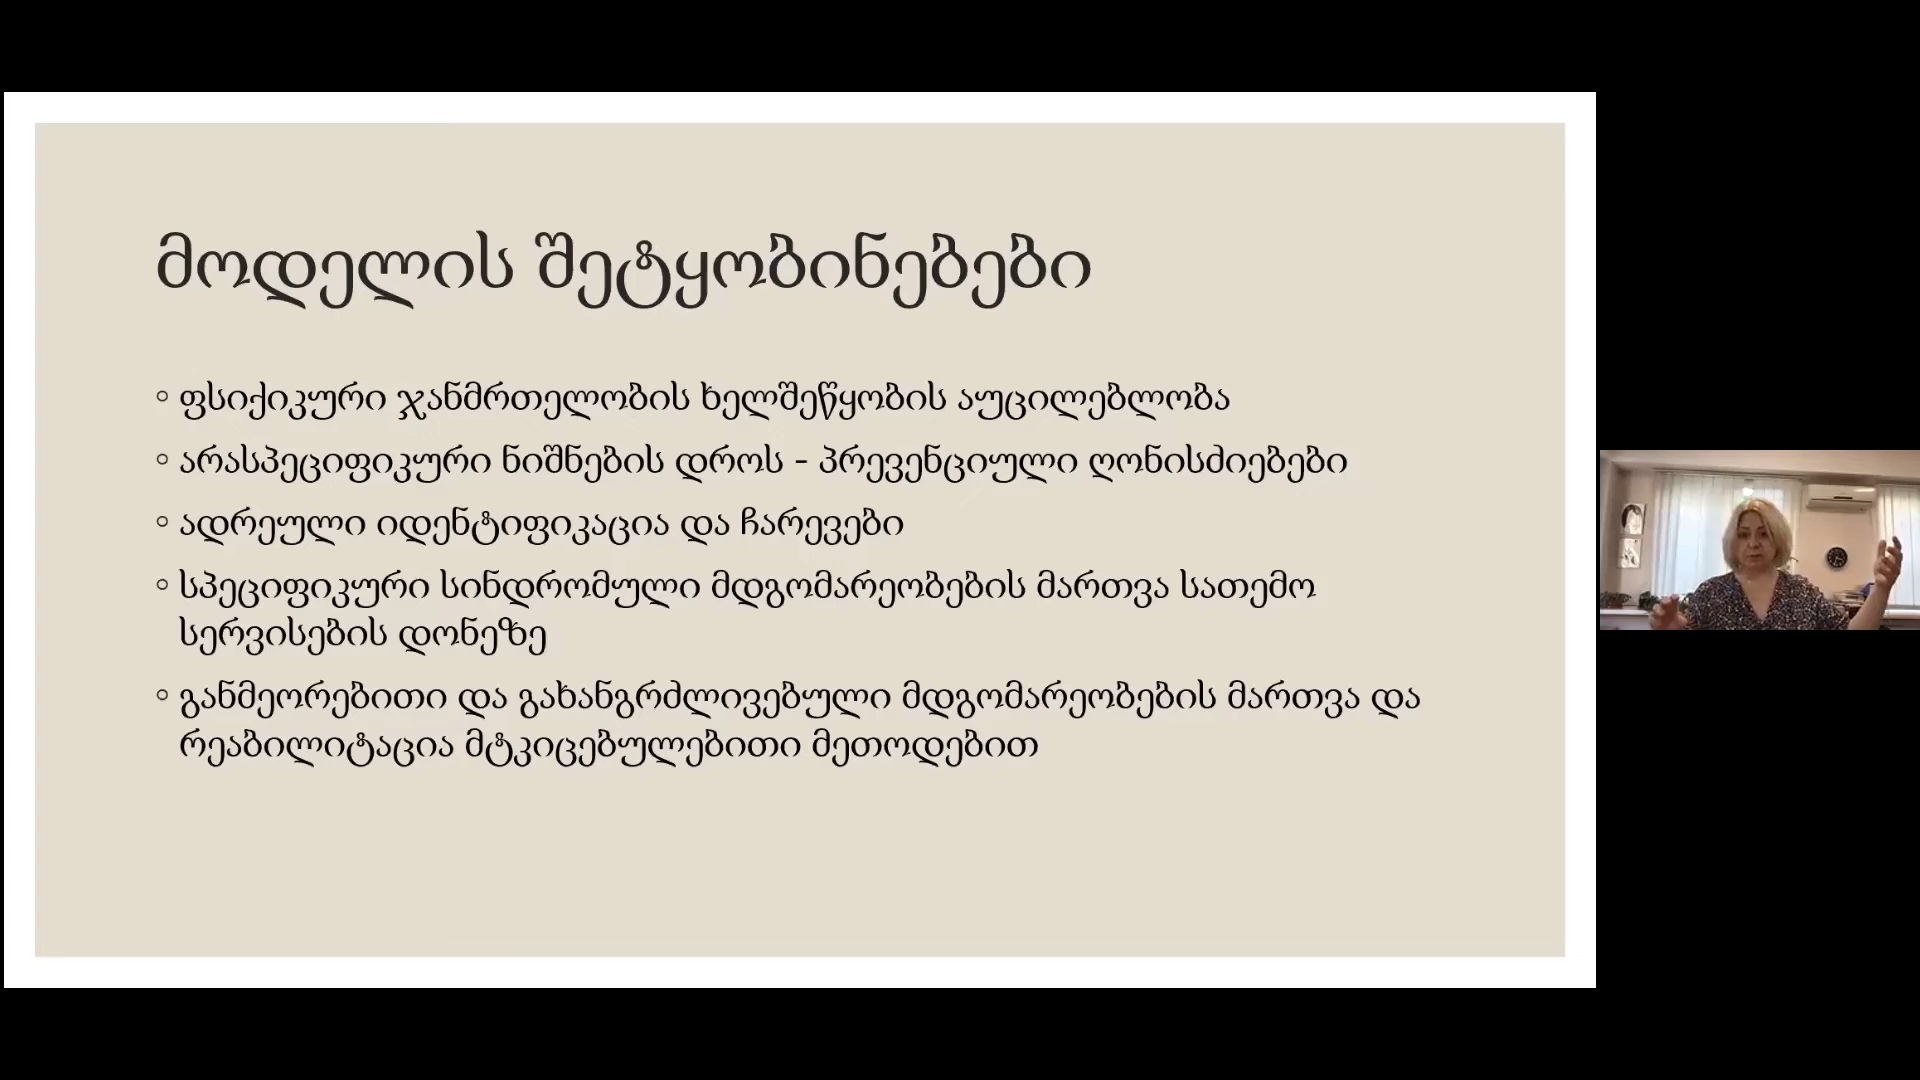 მოდელის შეტყობინებები
◦ ფსიქიკური ჯანმრთელობის ხელშეწყობის აუცილებლობა
◦ არასპეციფიკური ნიშნების დროს - პრევენციული ღონისძიებები
◦ ადრეული იდენტიფიკაცია და ჩარევები
◦ სპეციფიკური სინდრომული მდგომარეობების მართვა სათემო
სერვისების დონეზე
◦ განმეორებითი და გახანგრძლივებული მდგომარეობების მართვა და
რეაბილიტაცია მტკიცებულებითი მეთოდებით